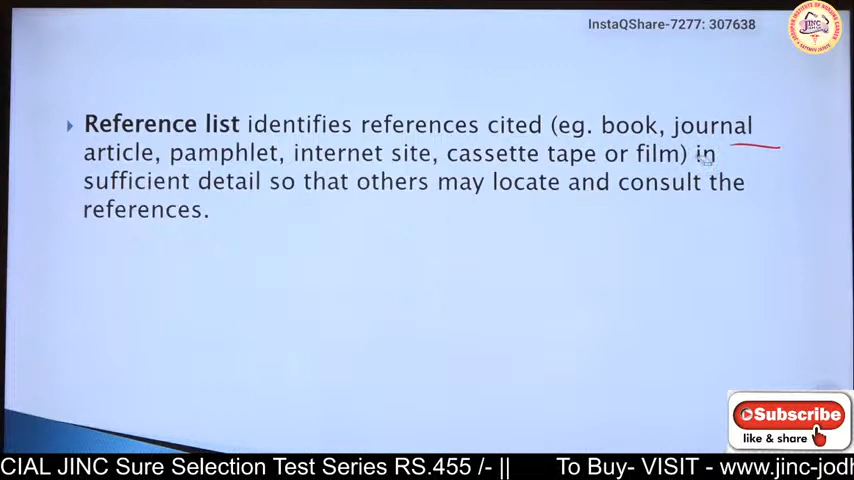 InstaQShare-7277: 307638
JINC
Reference list identifies references cited (eg. book, journal
article, pamphlet, internet site, cassette tape or film) in
sufficient detail so that others may locate and consult the
references.
Subscribe
like & share
CIAL JINC Sure Selection Test Series RS.455 /- || To Buy- VISIT - www.jinc-jodh